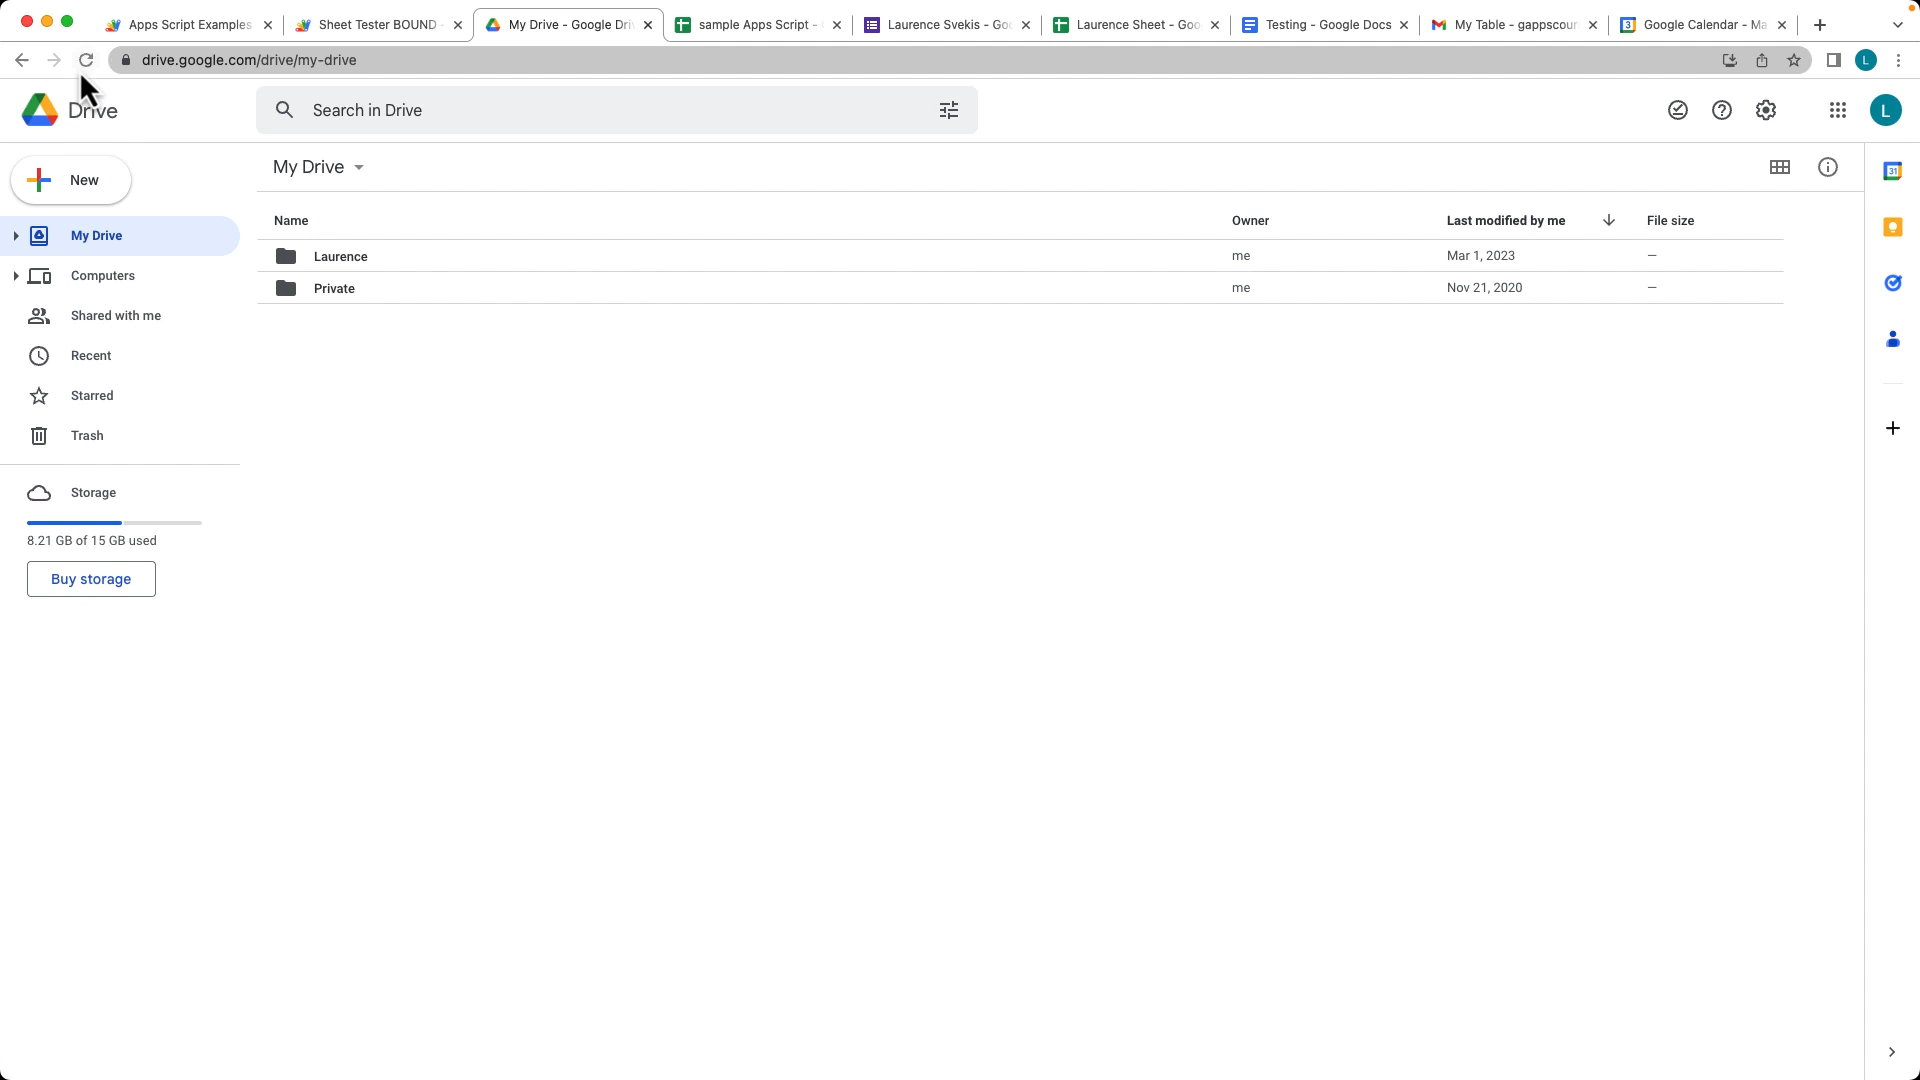 Apps Script Examples
Sheet Tester BOUND -
My Drive - Google Dri
sample Apps Script -
Laurence Svekis - Goo
Laurence Sheet - Goo
Testing - Google Docs
My Table - gappscour
Google Calendar - Ma
drive.google.com/drive/my-drive
L
Drive
Search in Drive
L
New
My Drive
Name
Owner
Last modified by me
File size
My Drive
Laurence
me
Mar 1, 2023
—
Computers
Private
me
Nov 21, 2020
—
Shared with me
Recent
Starred
Trash
Storage
8.21 GB of 15 GB used
Buy storage
31